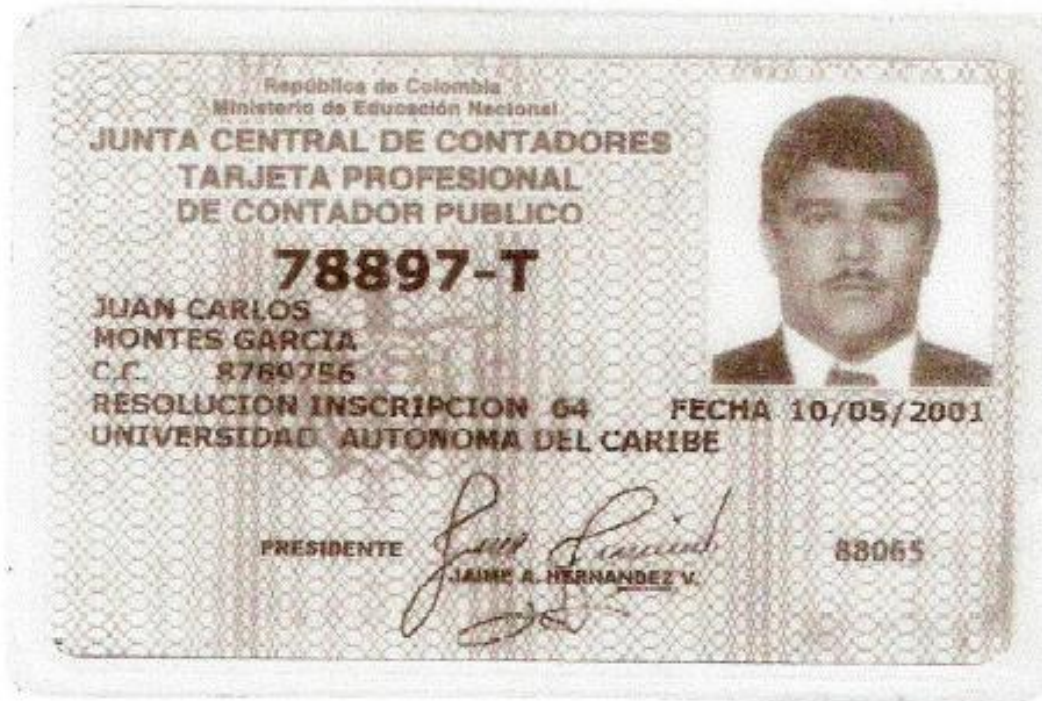 República de Colombia
Ministerio de Educación Nacional
JUNTA CENTRAL DE CONTADORES
TARJETA PROFESIONAL
DE CONTADOR PUBLICO
78897-T
JUAN CARLOS
MONTES GARCIA
C.C. 8769756
RESOLUCION INSCRIPCION 64 FECHA 10/05/2001
UNIVERSIDAD AUTONOMA DEL CARIBE
PRESIDENTE
JAIME A. HERNANDEZ V.
88065